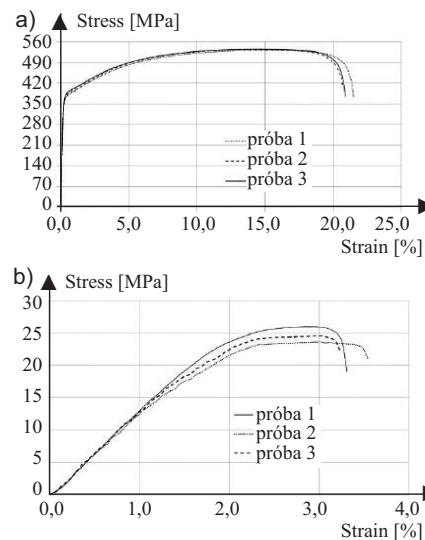 a)
Stress [MPa]
560
490
420
350
280
210
140
70
0
próba 1
próba 2
próba 3
0,0 5,0 10,0 15,0 20,0 25,0
Strain [%]
b)
Stress [MPa]
30
25
20
15
10
5
0
próba 1
próba 2
próba 3
0,0 1,0 2,0 3,0 4,0
Strain [%]